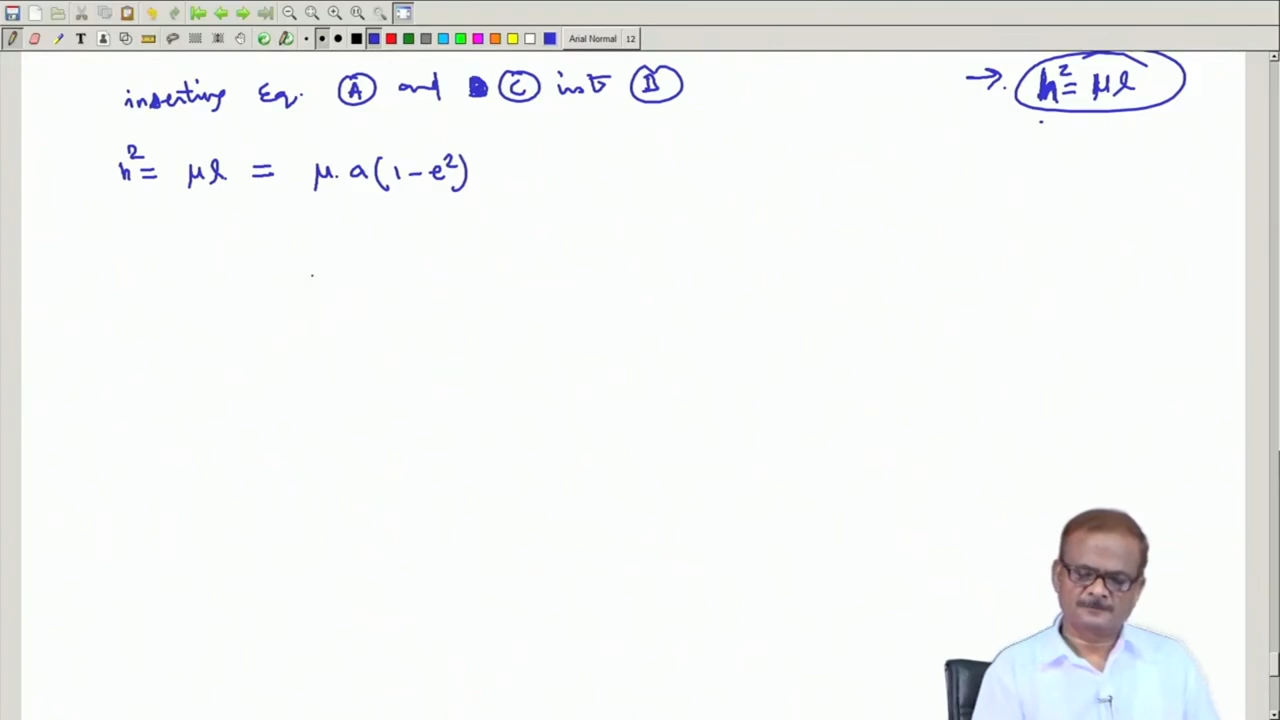 Arial Normal 12
inserting Eq. A and C into D
→ h² = μl
h² = μl = μ. a(1 - e²)